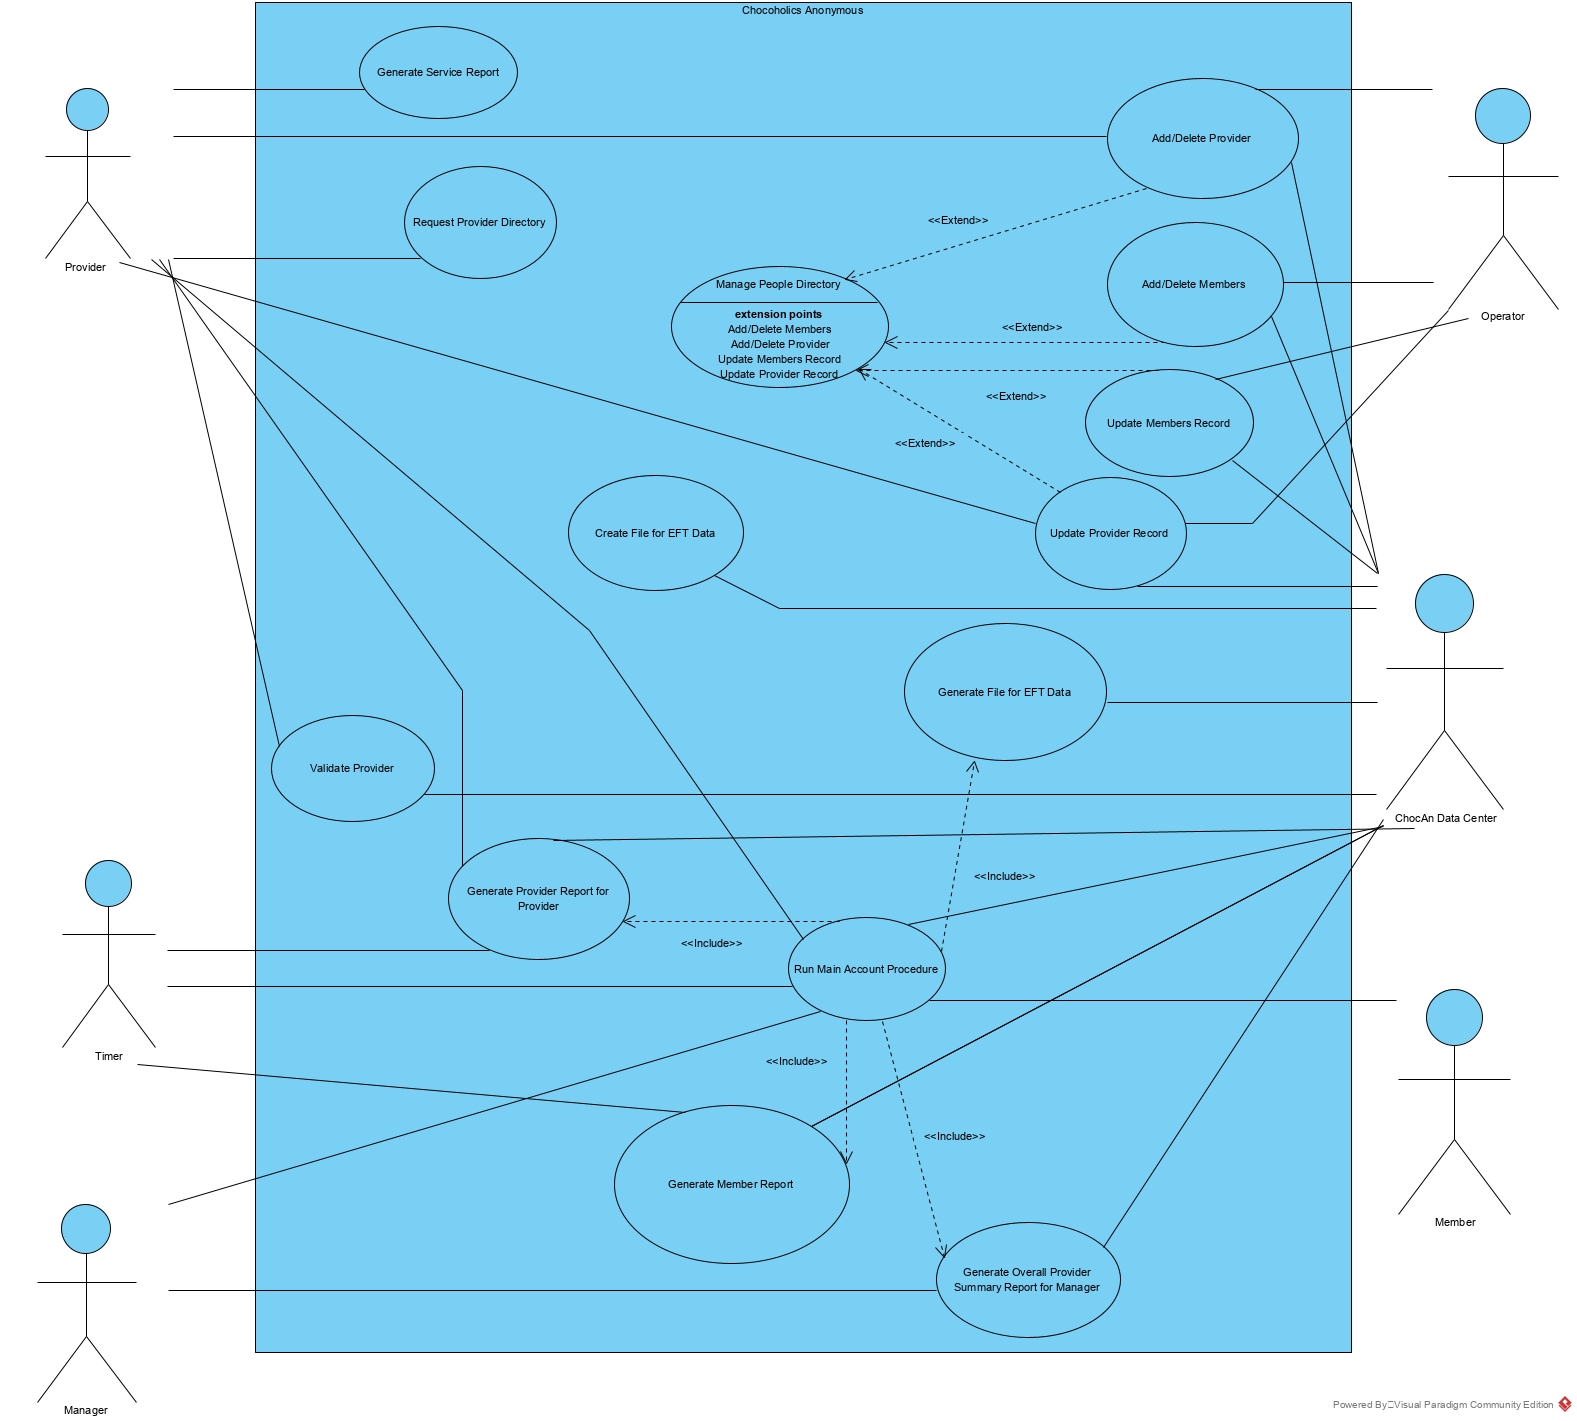 Chocoholics Anonymous
Generate Service Report
Add/Delete Provider
Request Provider Directory
<<Extend>>
Provider
Manage People Directory
extension points
Add/Delete Members
Add/Delete Provider
Update Members Record
Update Provider Record
Add/Delete Members
Operator
<<Extend>>
<<Extend>>
Update Members Record
<<Extend>>
Create File for EFT Data
Update Provider Record
Generate File for EFT Data
Validate Provider
ChocAn Data Center
<<Include>>
Generate Provider Report for
Provider
<<Include>>
Run Main Account Procedure
Timer
<<Include>>
<<Include>>
Generate Member Report
Member
Generate Overall Provider
Summary Report for Manager
Manager
Powered By Visual Paradigm Community Edition